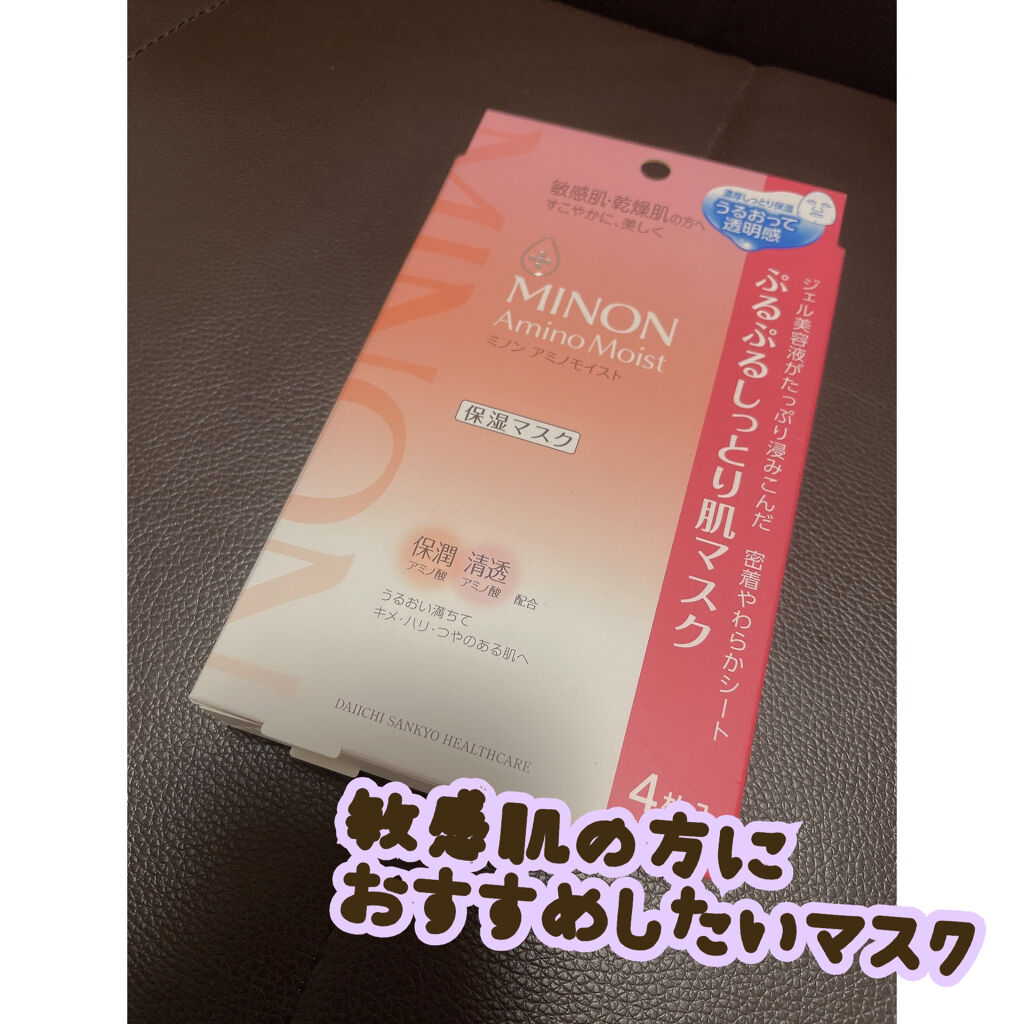 敏感肌・乾燥肌の方へ
すこやかに、美しく
濃厚しっとり保湿
うるおって
透明感
MINON
Amino Moist
ミノン アミノモイスト
保湿マスク
ジェル美容液がたっぷり浸みこんだ 密着やわらかシート
ぷるぷるしっとり肌マスク
保潤 清透
アミノ酸 アミノ酸 配合
うるおい満ちて
キメ・ハリ・つやのある肌へ
DAIICHI SANKYO HEALTHCARE
MINON
4枚入
敏感肌の方に
おすすめしたいマスク